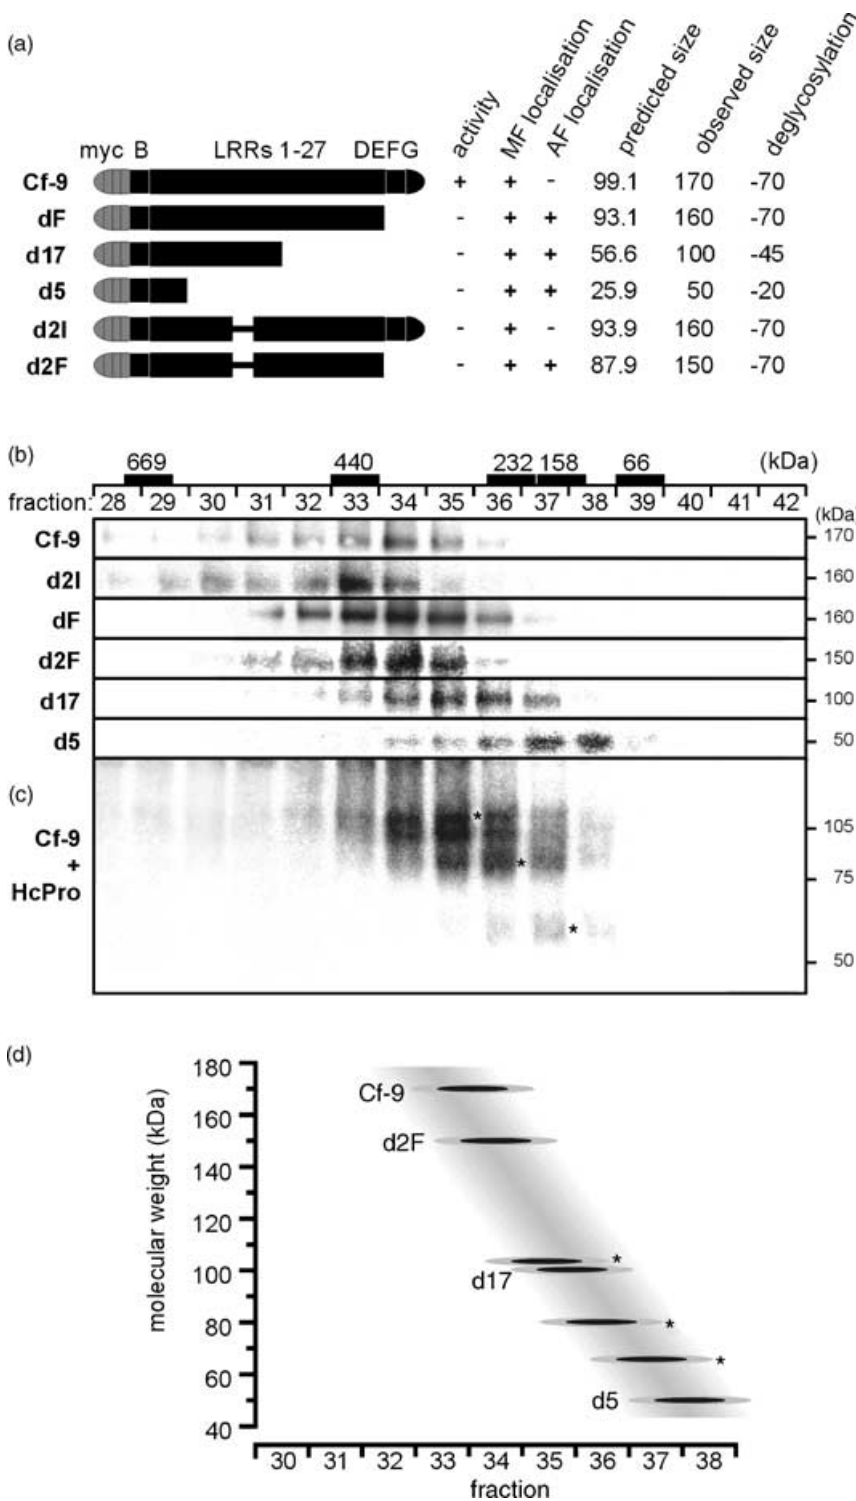 (a)
activity
MF localisation
AF localisation
predicted size
observed size
deglycosylation
myc B LRRs 1-27 DEFG
Cf-9 + + - 99.1 170 -70
dF - + + 93.1 160 -70
d17 - + + 56.6 100 -45
d5 - + + 25.9 50 -20
d2I - + - 93.9 160 -70
d2F - + + 87.9 150 -70
(b)
669 440 232 158 66 (kDa)
fraction: 28 29 30 31 32 33 34 35 36 37 38 39 40 41 42 (kDa)
Cf-9 170
d2I 160
dF 160
d2F 150
d17 100
d5 50
(c)
Cf-9 + HcPro
* 105
* 75
*
50
(d)
molecular weight (kDa)
180
Cf-9
160
d2F
140
120
100
d17 *
80 *
60 *
d5
40
30 31 32 33 34 35 36 37 38
fraction